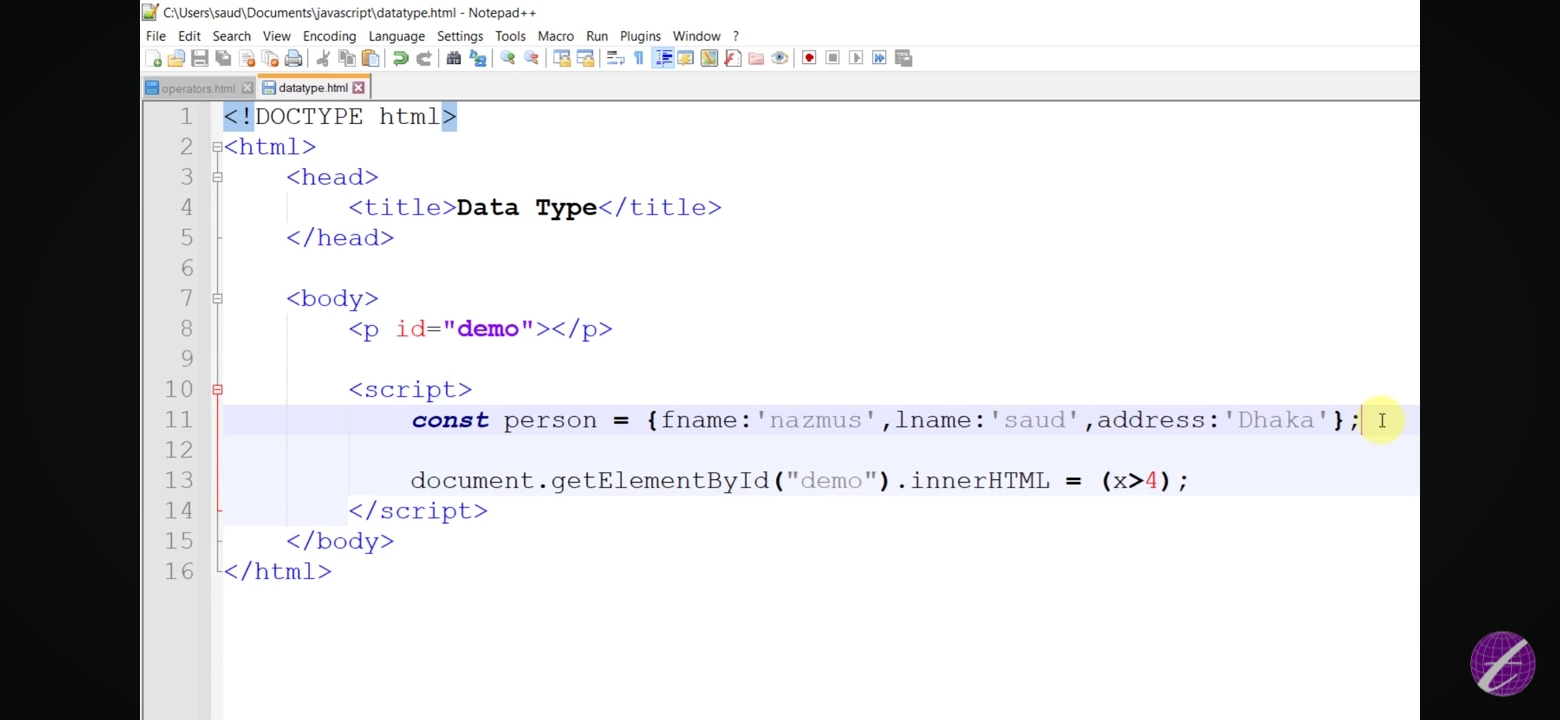 C:\Users\saud\Documents\javascript\datatype.html - Notepad++
File Edit Search View Encoding Language Settings Tools Macro Run Plugins Window ?
operators.html datatype.html
1 <!DOCTYPE html>
2 <html>
3 <head>
4 <title>Data Type</title>
5 </head>
6
7 <body>
8 <p id="demo"></p>
9
10 <script>
11 const person = {fname:'nazmus',lname:'saud',address:'Dhaka'};
12
13 document.getElementById("demo").innerHTML = (x>4);
14 </script>
15 </body>
16 </html>